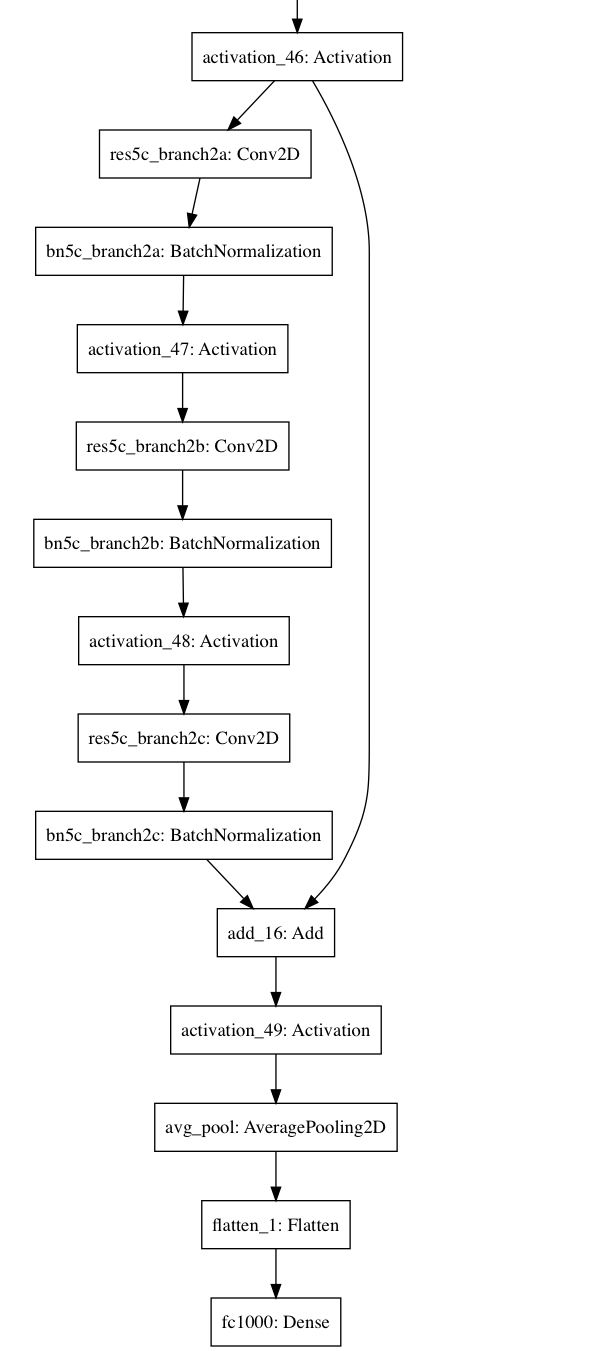 activation_46: Activation
res5c_branch2a: Conv2D
bn5c_branch2a: BatchNormalization
activation_47: Activation
res5c_branch2b: Conv2D
bn5c_branch2b: BatchNormalization
activation_48: Activation
res5c_branch2c: Conv2D
bn5c_branch2c: BatchNormalization
add_16: Add
activation_49: Activation
avg_pool: AveragePooling2D
flatten_1: Flatten
fc1000: Dense